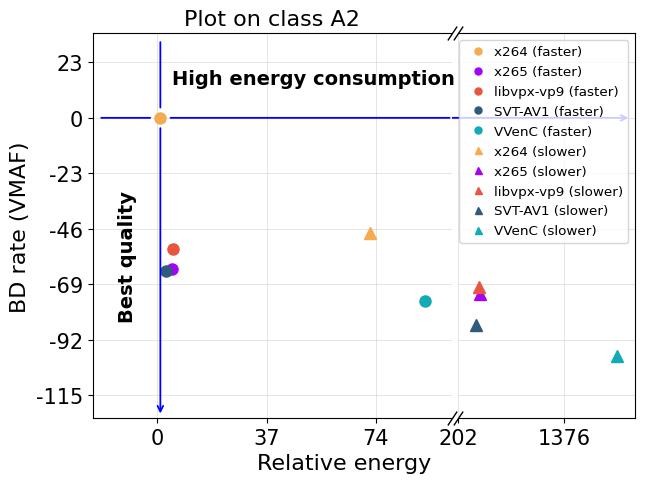 Plot on class A2
BD rate (VMAF)
23
0
-23
-46
-69
-92
-115
High energy consumption
Best quality
x264 (faster)
x265 (faster)
libvpx-vp9 (faster)
SVT-AV1 (faster)
VVenC (faster)
x264 (slower)
x265 (slower)
libvpx-vp9 (slower)
SVT-AV1 (slower)
VVenC (slower)
0 37 74 202 1376
Relative energy